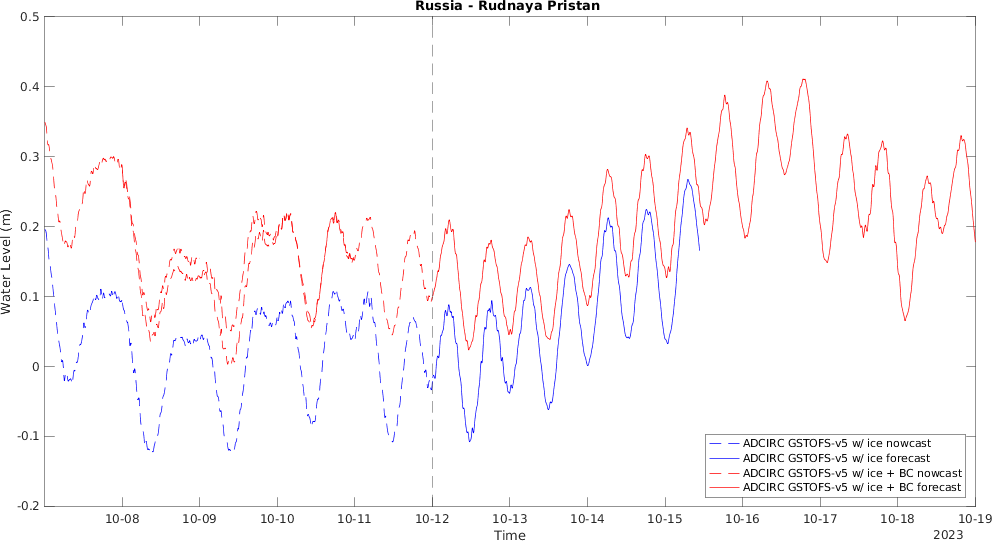 Russia - Rudnaya Pristan
Water Level (m)
0.5
0.4
0.3
0.2
0.1
0
-0.1
-0.2
ADCIRC GSTOFS-v5 w/ ice nowcast
ADCIRC GSTOFS-v5 w/ ice forecast
ADCIRC GSTOFS-v5 w/ ice + BC nowcast
ADCIRC GSTOFS-v5 w/ ice + BC forecast
10-08 10-09 10-10 10-11 10-12 10-13 10-14 10-15 10-16 10-17 10-18 10-19
Time
2023